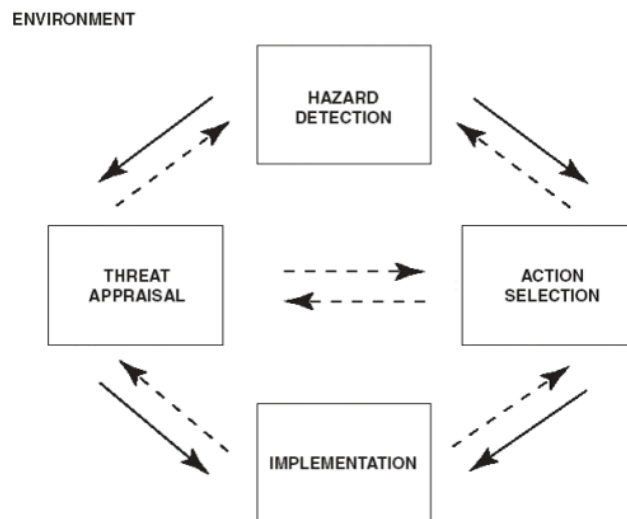 ENVIRONMENT
HAZARD
DETECTION
THREAT
APPRAISAL
ACTION
SELECTION
IMPLEMENTATION